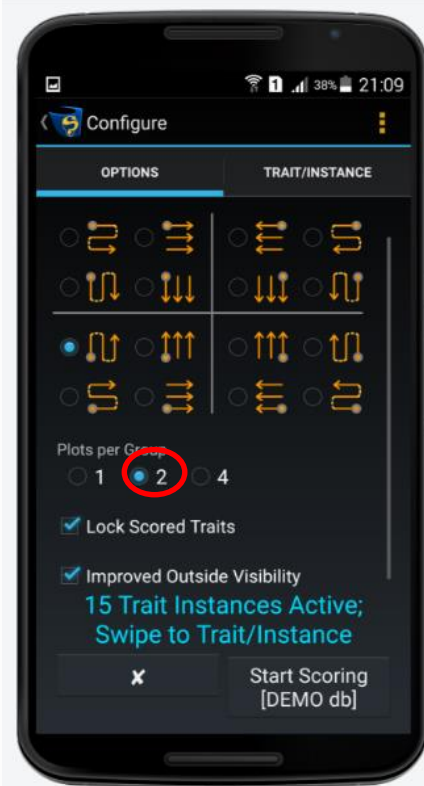 1 38% 21:09
Configure
OPTIONS TRAIT/INSTANCE
Plots per Group
1 2 4
Lock Scored Traits
Improved Outside Visibility
15 Trait Instances Active;
Swipe to Trait/Instance
✘ Start Scoring
[DEMO db]